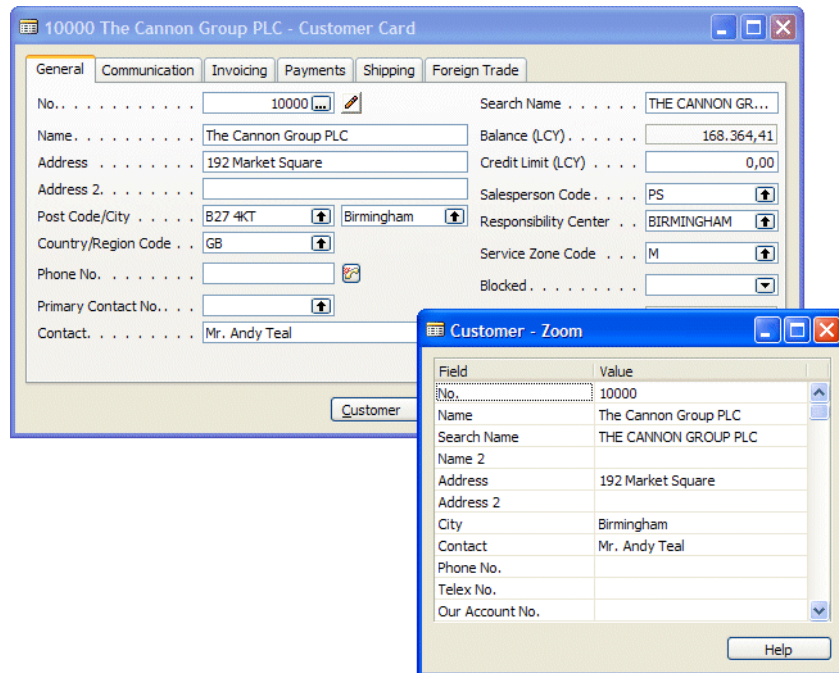 10000 The Cannon Group PLC - Customer Card
General Communication Invoicing Payments Shipping Foreign Trade
No. . . . . . . . . . . . 10000 ... Search Name . . . . . . THE CANNON GR...
Name. . . . . . . . . . The Cannon Group PLC Balance (LCY) . . . . . . 168.364,41
Address . . . . . . . . 192 Market Square Credit Limit (LCY) . . . . 0,00
Address 2. . . . . . . . Salesperson Code. . . . PS
Post Code/City . . . . . B27 4KT Birmingham Responsibility Center . . BIRMINGHAM
Country/Region Code . . GB Service Zone Code . . . M
Phone No. . . . . . . . Blocked . . . . . . . . .
Primary Contact No. . . .
Contact. . . . . . . . . Mr. Andy Teal
Customer
Customer - Zoom
Field Value
No. 10000
Name The Cannon Group PLC
Search Name THE CANNON GROUP PLC
Name 2
Address 192 Market Square
Address 2
City Birmingham
Contact Mr. Andy Teal
Phone No.
Telex No.
Our Account No.
Help